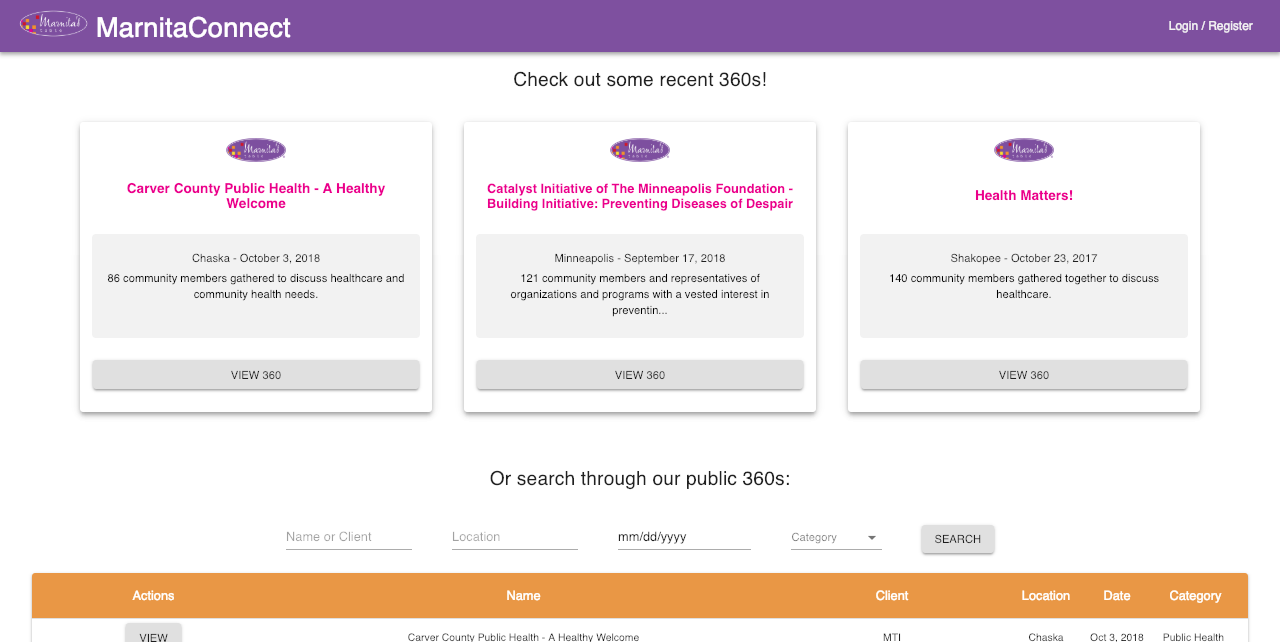 Marnita's
TABLE
MarnitaConnect
Login / Register
Check out some recent 360s!
Marnita's
TABLE
Carver County Public Health - A Healthy
Welcome
Chaska - October 3, 2018
86 community members gathered to discuss healthcare and
community health needs.
VIEW 360
Marnita's
TABLE
Catalyst Initiative of The Minneapolis Foundation -
Building Initiative: Preventing Diseases of Despair
Minneapolis - September 17, 2018
121 community members and representatives of
organizations and programs with a vested interest in
preventin...
VIEW 360
Marnita's
TABLE
Health Matters!
Shakopee - October 23, 2017
140 community members gathered together to discuss
healthcare.
VIEW 360
Or search through our public 360s:
Name or Client
Location
mm/dd/yyyy
Category
SEARCH
Actions Name Client Location Date Category
VIEW Carver County Public Health - A Healthy Welcome MTI Chaska Oct 3, 2018 Public Health